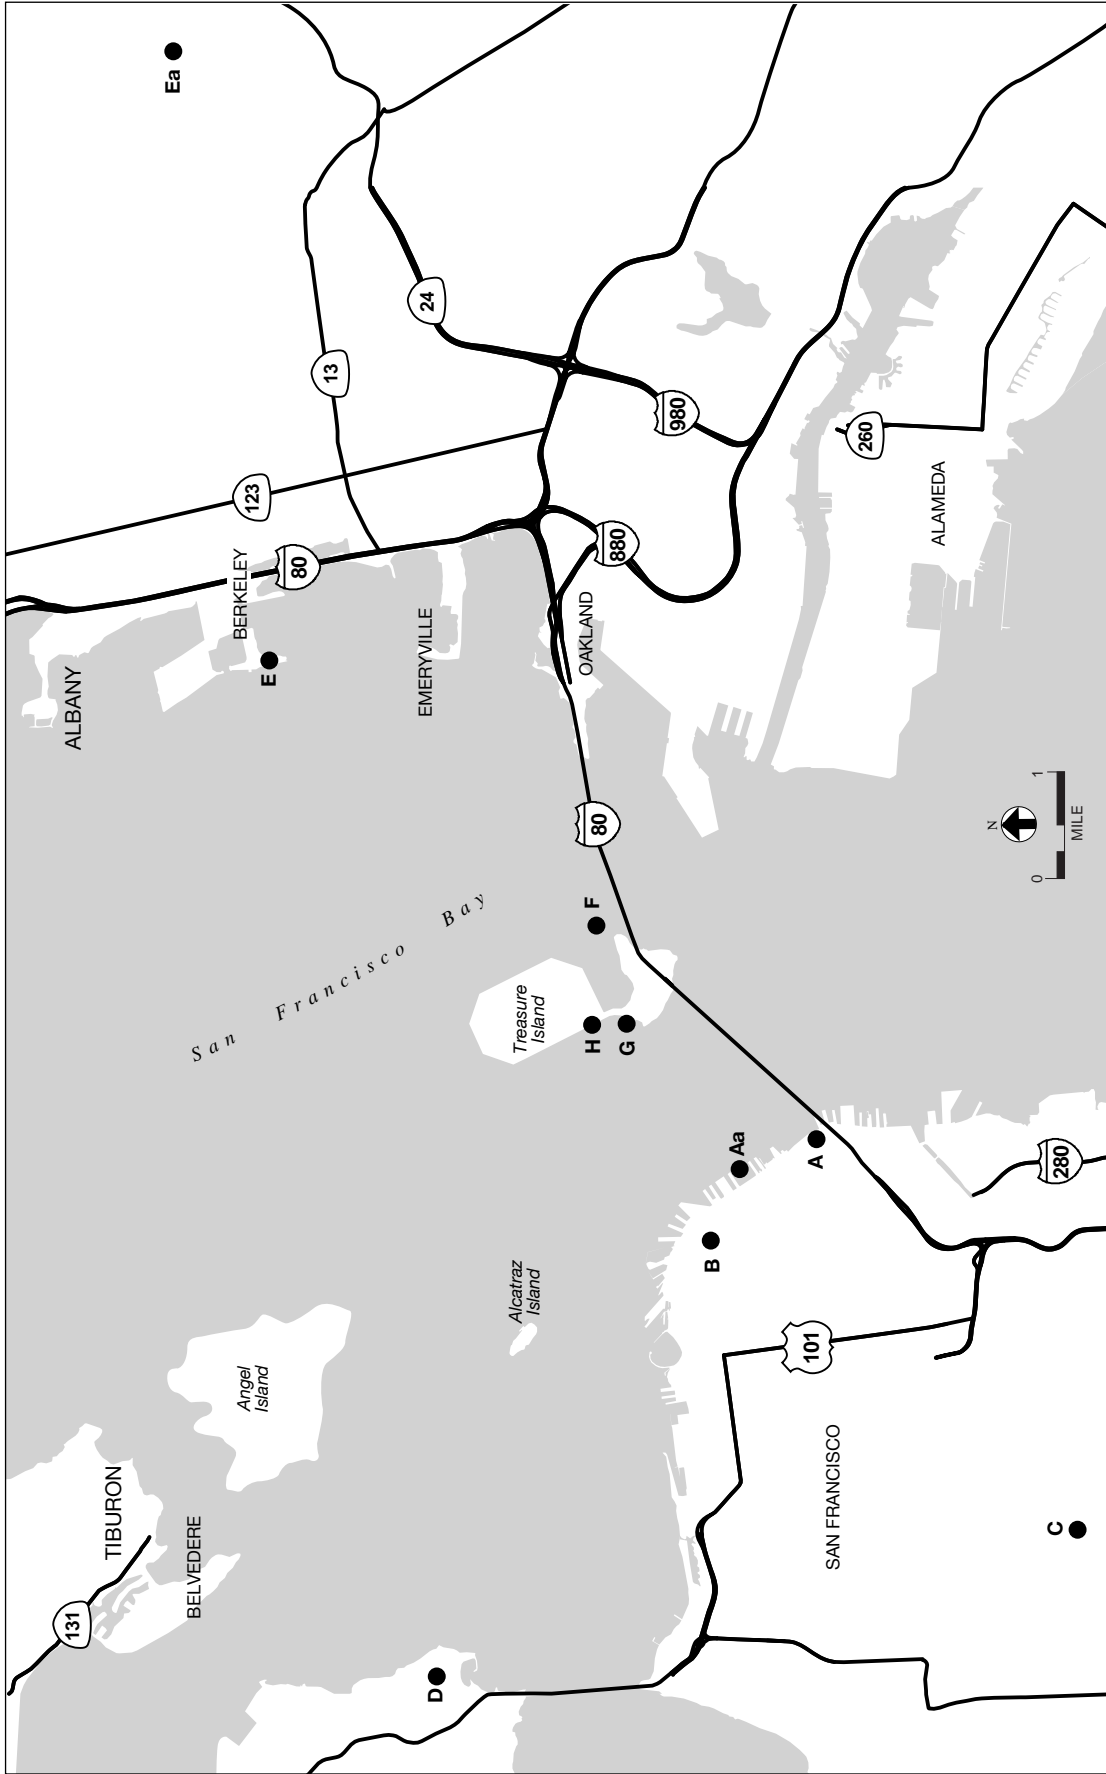 131
TIBURON
BELVEDERE
Angel
Island
San Francisco Bay
ALBANY
BERKELEY
E
80
123
13
Ea
24
D
Alcatraz
Island
Treasure
Island
H
G
F
EMERYVILLE
80
OAKLAND
880
980
B
Aa
A
101
SAN FRANCISCO
C
280
N
0
1
MILE
ALAMEDA
260